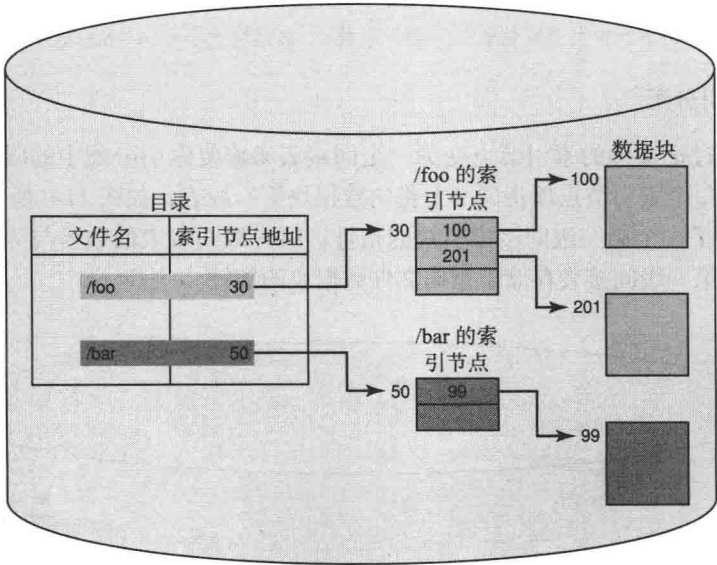 目录
文件名 索引节点地址
/foo 30
/bar 50
/foo 的索
引节点
30
100
201
/bar 的索
引节点
50
99
数据块
100
201
99